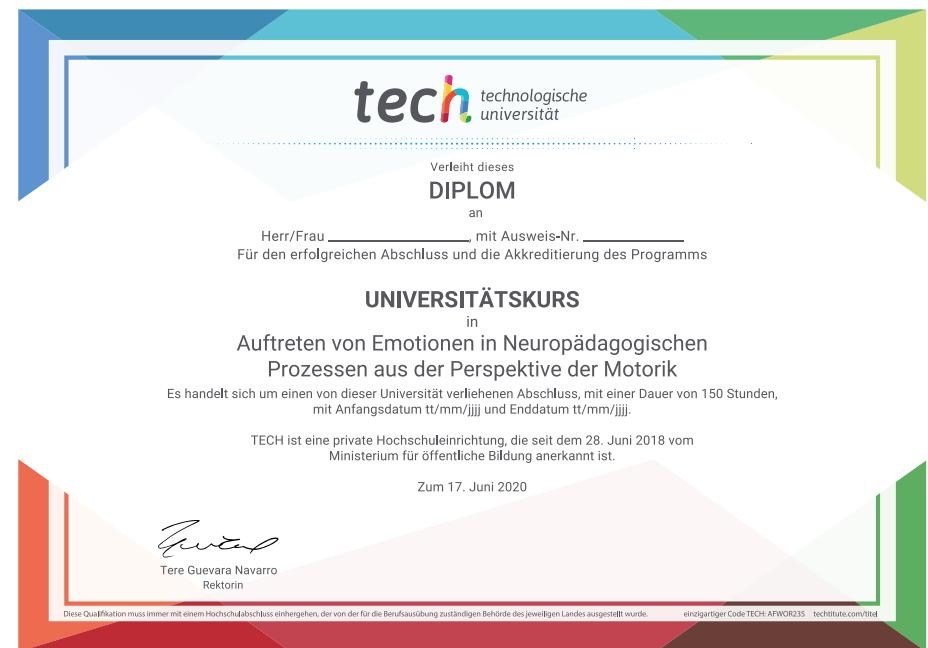 tech technologische
universität
Verleiht dieses
DIPLOM
an
Herr/Frau ____________________, mit Ausweis-Nr. ______________
Für den erfolgreichen Abschluss und die Akkreditierung des Programms
UNIVERSITÄTSKURS
in
Auftreten von Emotionen in Neuropädagogischen
Prozessen aus der Perspektive der Motorik
Es handelt sich um einen von dieser Universität verliehenen Abschluss, mit einer Dauer von 150 Stunden,
mit Anfangsdatum tt/mm/jjjj und Enddatum tt/mm/jjjj.
TECH ist eine private Hochschuleinrichtung, die seit dem 28. Juni 2018 vom
Ministerium für öffentliche Bildung anerkannt ist.
Zum 17. Juni 2020
Tere Guevara Navarro
Rektorin
Diese Qualifikation muss immer mit einem Hochschulabschluss einhergehen, der von der für die Berufsausübung zuständigen Behörde des jeweiligen Landes ausgestellt wurde. einzigartiger Code TECH: AFWOR235 techtitute.com/titel